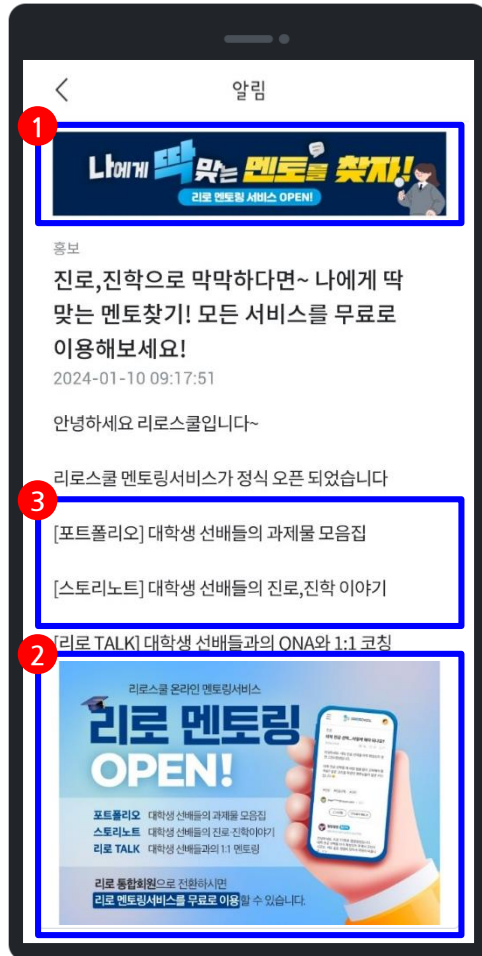 알림
1
나에게 딱 맞는 멘토를 찾자!
리로 멘토링 서비스 OPEN!
홍보
진로,진학으로 막막하다면~ 나에게 딱
맞는 멘토찾기! 모든 서비스를 무료로
이용해보세요!
2024-01-10 09:17:51
안녕하세요 리로스쿨입니다~
리로스쿨 멘토링서비스가 정식 오픈 되었습니다
3
[포트폴리오] 대학생 선배들의 과제물 모음집
[스토리노트] 대학생 선배들의 진로,진학 이야기
[리로 TALK] 대학생 선배들과의 QNA와 1:1 코칭
2
리로스쿨 온라인 멘토링서비스
리로 멘토링
OPEN!
포트폴리오 대학생 선배들의 과제물 모음집
스토리노트 대학생 선배들의 진로·진학이야기
리로 TALK 대학생 선배들과의 1:1 멘토링
리로 통합회원으로 전환하시면
리로 멘토링서비스를 무료로 이용할 수 있습니다.